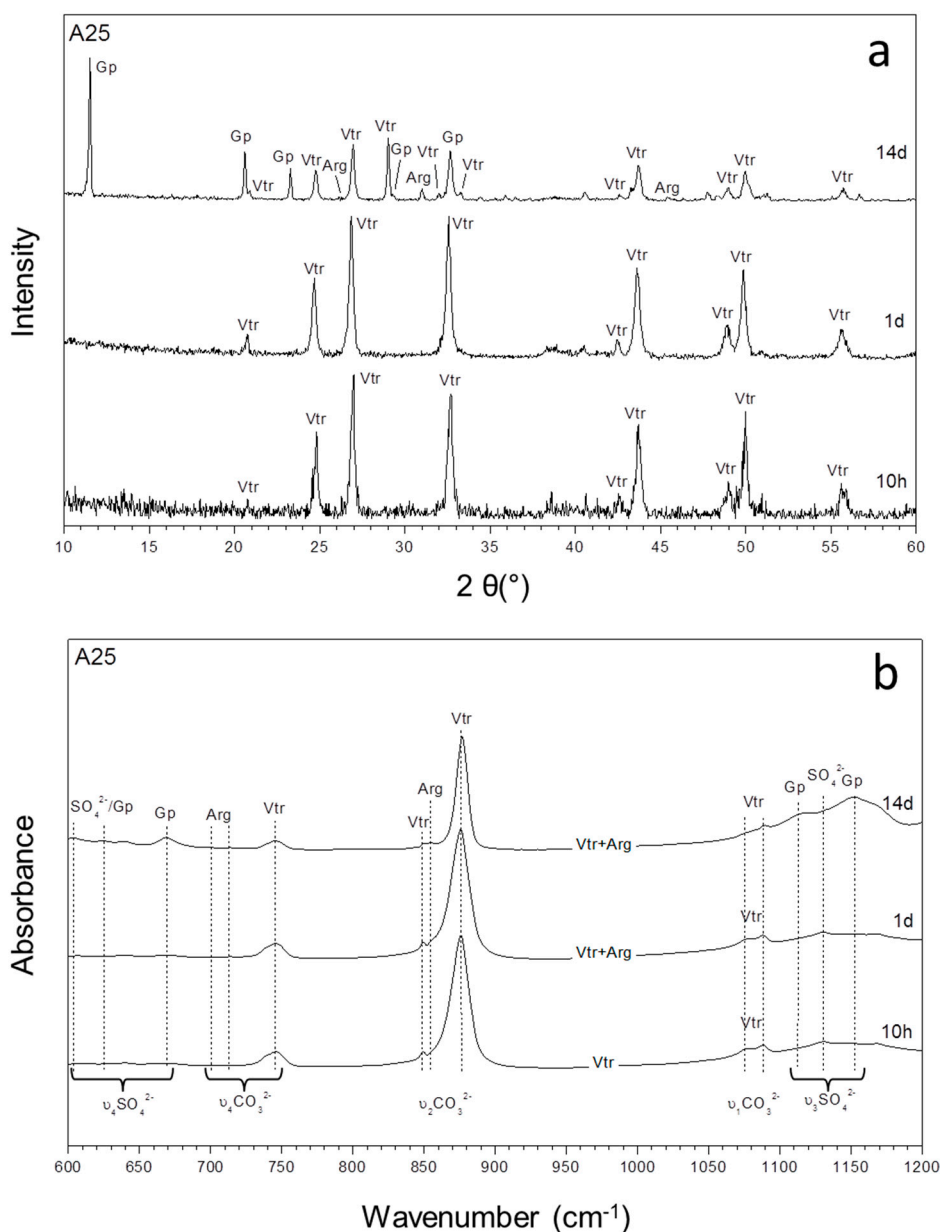 A25
a
Gp
Gp
Vtr
Gp
Vtr
Arg
Vtr
Vtr
Gp
Arg
Vtr
Gp
Vtr
Vtr
Vtr
Arg
Vtr
Vtr
Vtr
14d
Vtr
Vtr
Vtr
Vtr
Vtr
Vtr
Vtr
Vtr
Vtr
1d
Vtr
Vtr
Vtr
Vtr
Vtr
Vtr
Vtr
Vtr
Vtr
10h
Intensity
10 15 20 25 30 35 40 45 50 55 60
2 θ(°)
A25
b
SO₄²⁻/Gp
Gp
Arg
Vtr
Vtr
Arg
Vtr
Vtr
Gp
SO₄²⁻
Gp
14d
Vtr+Arg
Vtr
1d
Vtr+Arg
Vtr
10h
Vtr
υ₄SO₄²⁻
υ₄CO₃²⁻
υ₂CO₃²⁻
υ₁CO₃²⁻
υ₃SO₄²⁻
Absorbance
600 650 700 750 800 850 900 950 1000 1050 1100 1150 1200
Wavenumber (cm⁻¹)